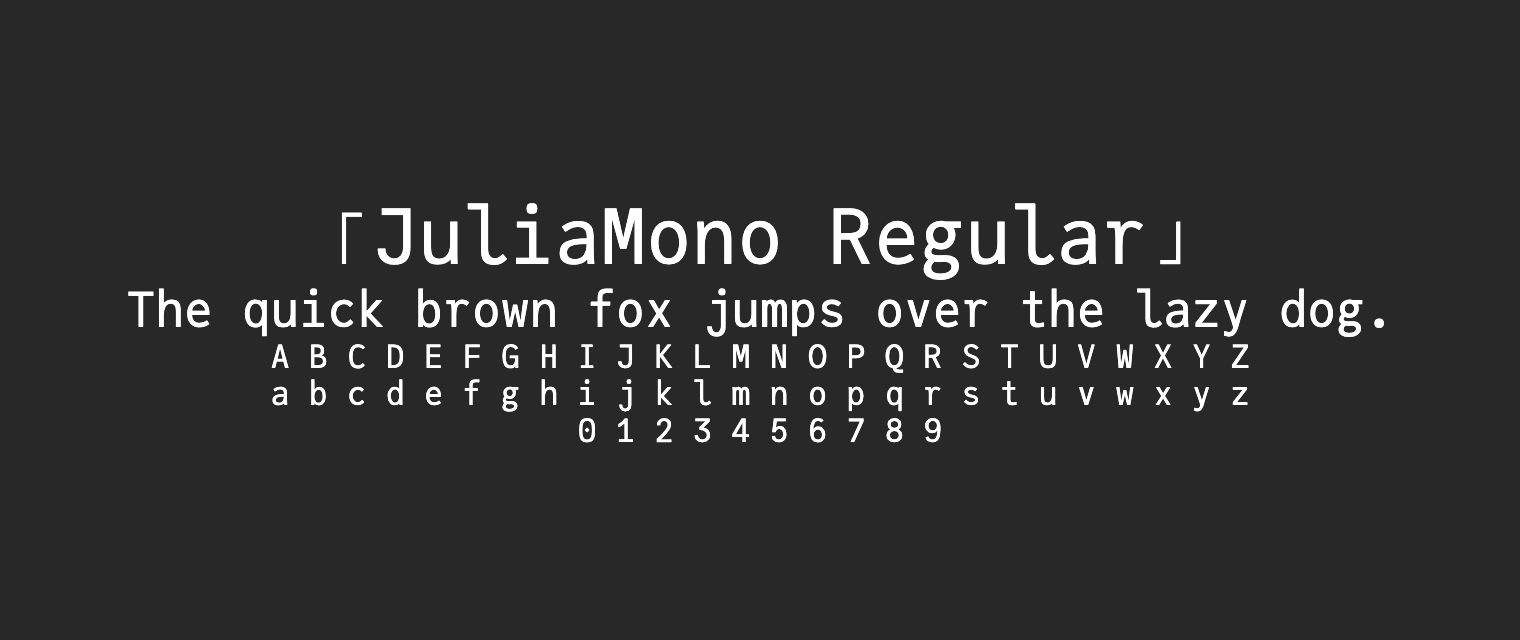 「JuliaMono Regular」
The quick brown fox jumps over the lazy dog.
A B C D E F G H I J K L M N O P Q R S T U V W X Y Z
a b c d e f g h i j k l m n o p q r s t u v w x y z
0 1 2 3 4 5 6 7 8 9